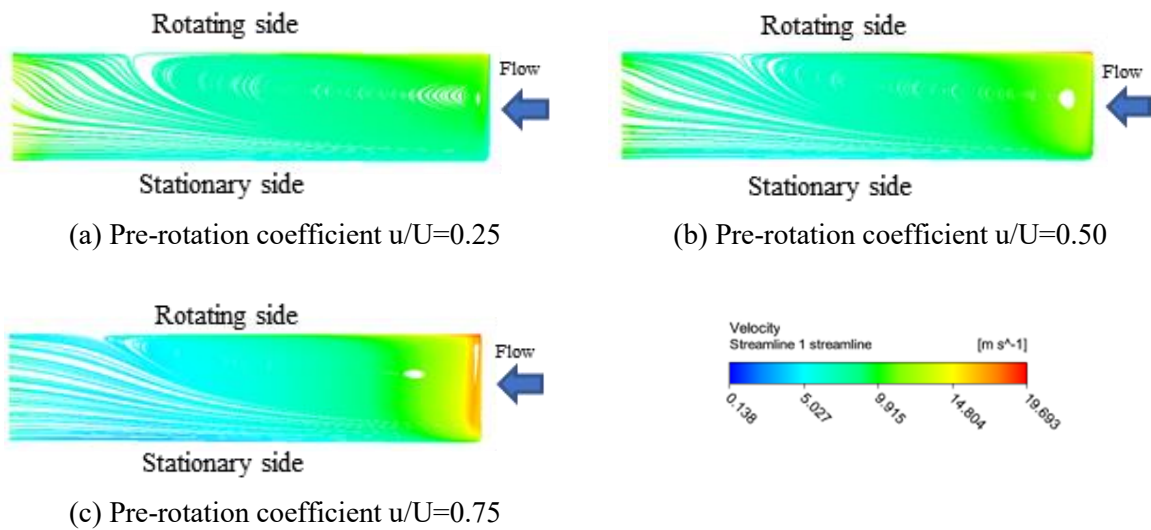 Rotating side
Flow
Stationary side
(a) Pre-rotation coefficient u/U=0.25
Rotating side
Flow
Stationary side
(b) Pre-rotation coefficient u/U=0.50
Rotating side
Flow
Stationary side
(c) Pre-rotation coefficient u/U=0.75
Velocity
Streamline 1 streamline [m s^-1]
0.138 5.027 9.915 14.804 19.693